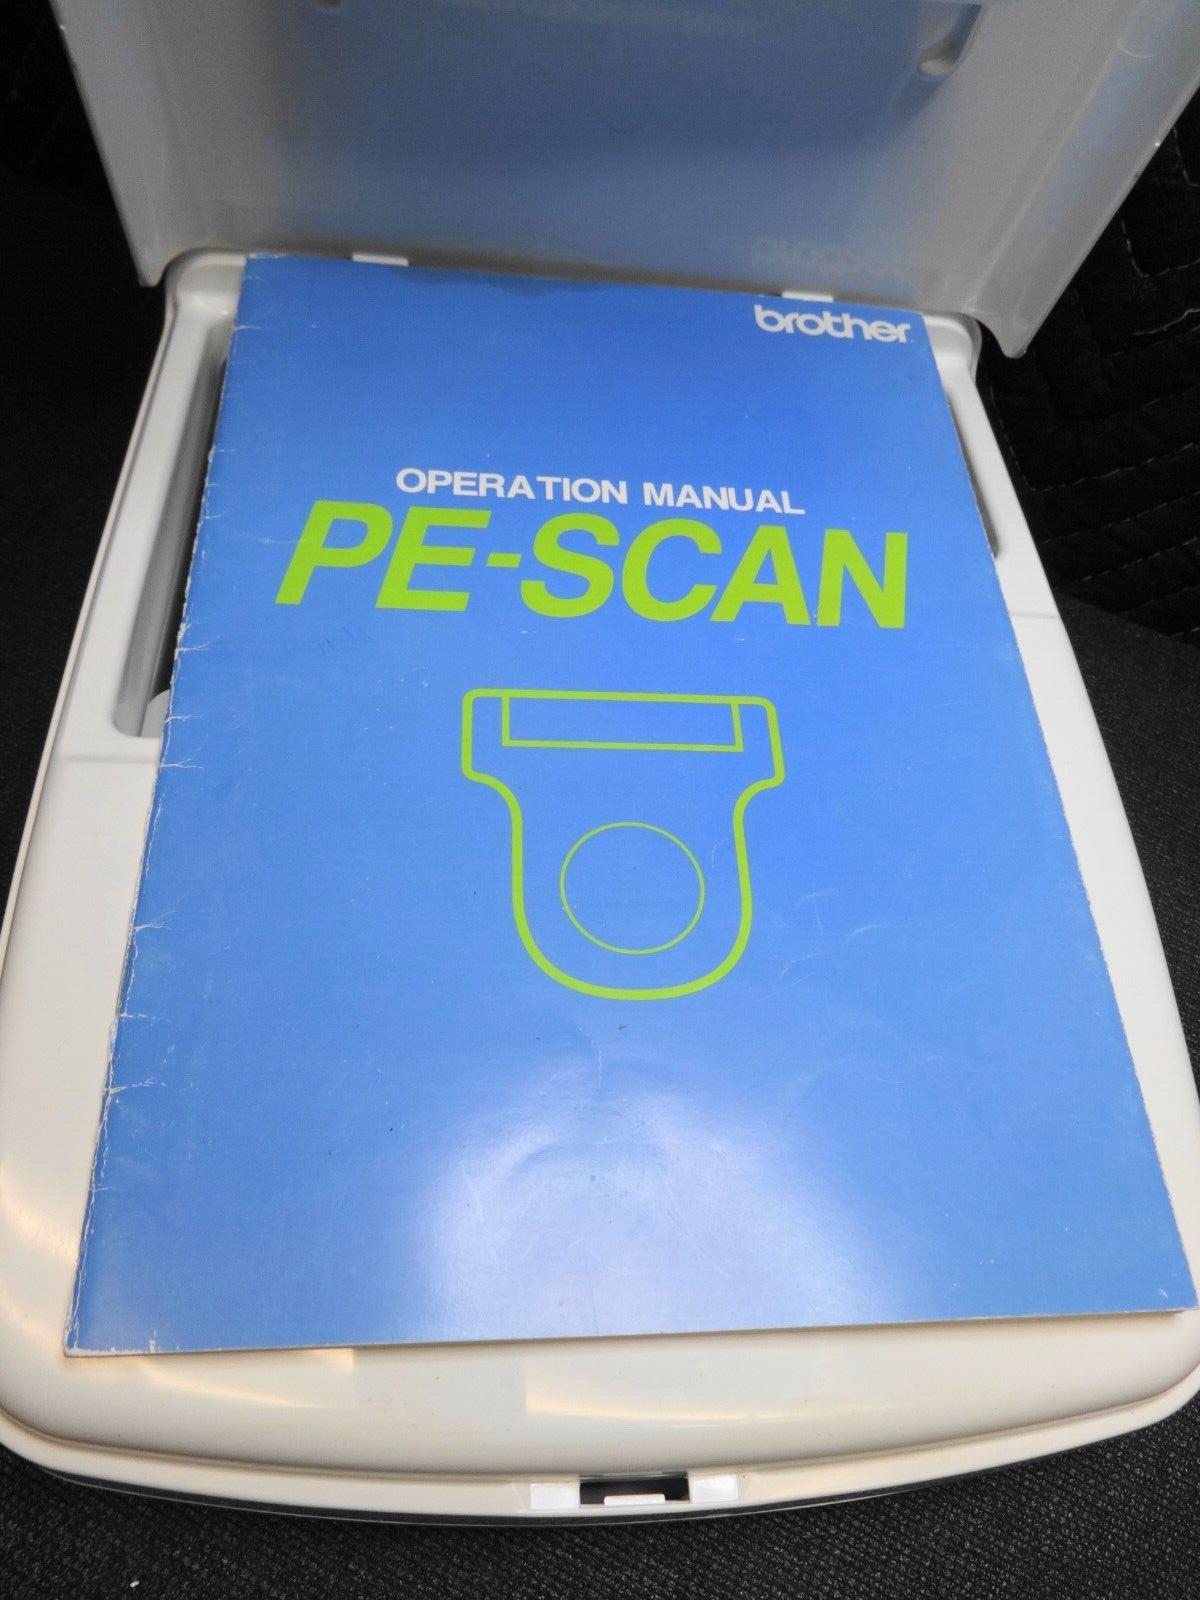 brother
OPERATION MANUAL
PE-SCAN